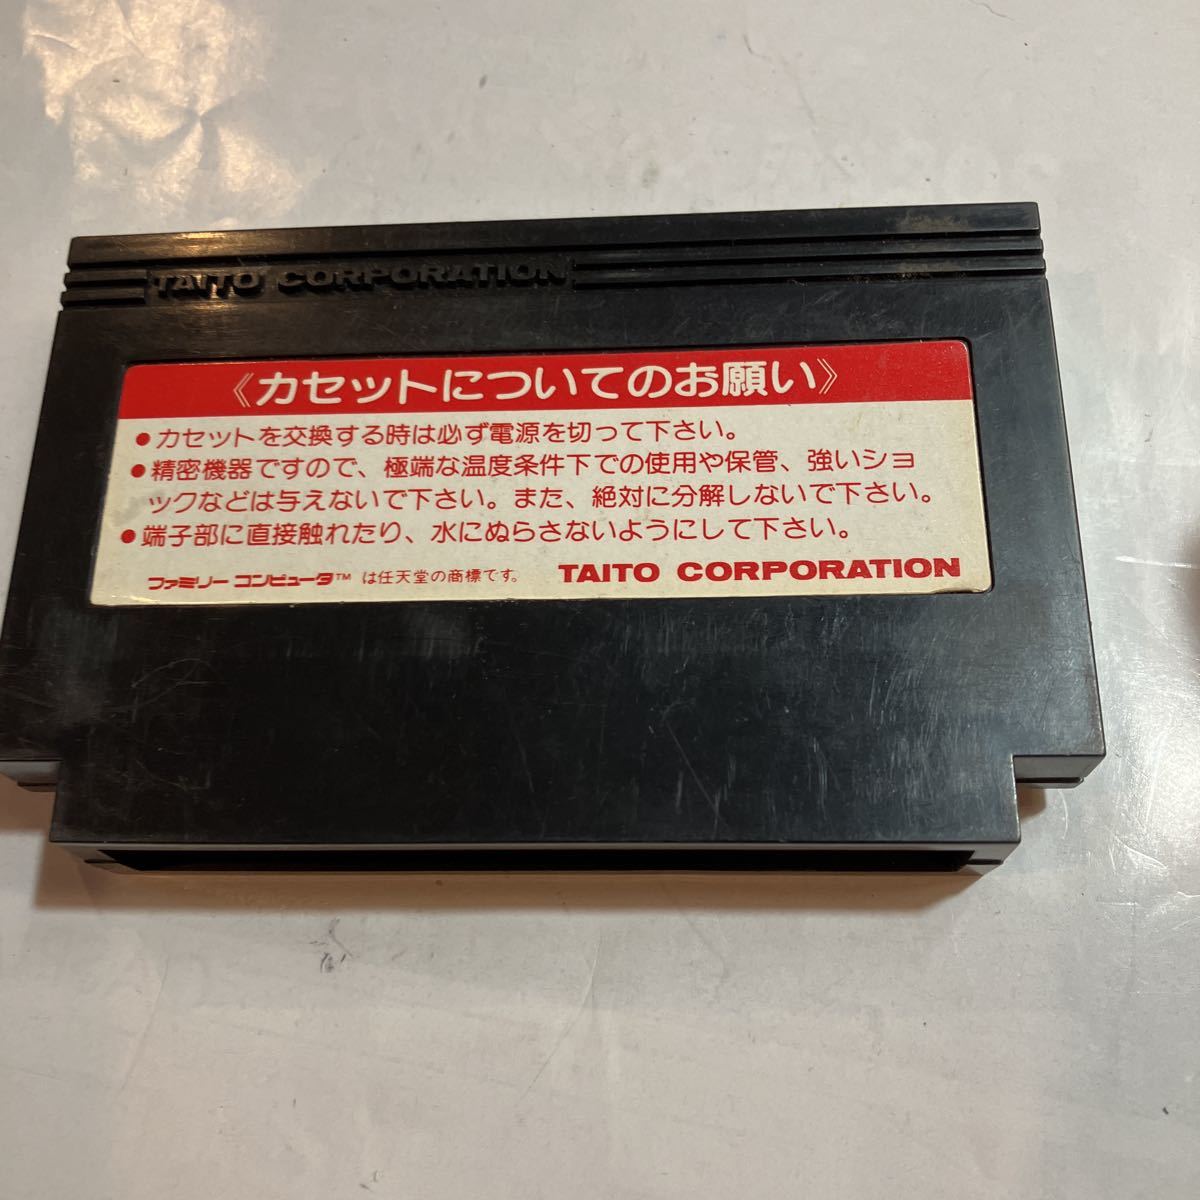 TAITO CORPORATION
《カセットについてのお願い》
●カセットを交換する時は必ず電源を切って下さい。
●精密機器ですので、極端な温度条件下での使用や保管、強いショ
ックなどは与えないで下さい。また、絶対に分解しないで下さい。
●端子部に直接触れたり、水にぬらさないようにして下さい。
ファミリーコンピュータ™ は任天堂の商標です。 TAITO CORPORATION